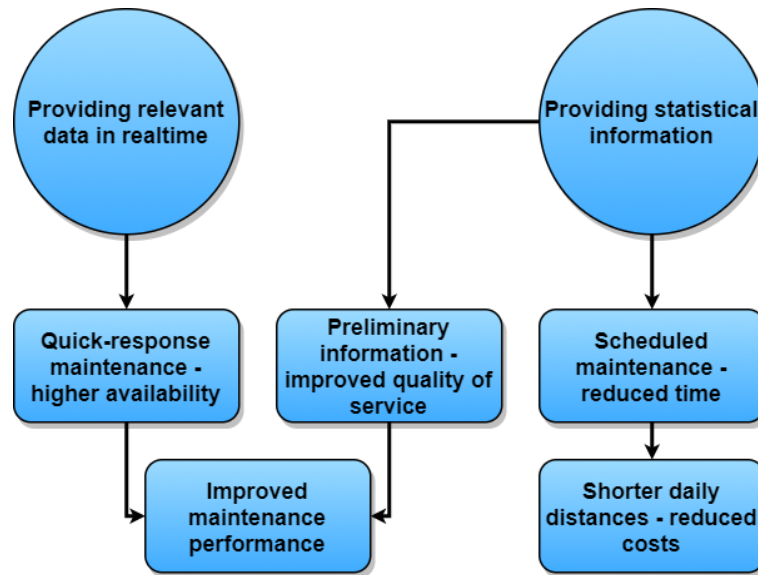 Providing relevant
data in realtime
Providing statistical
information
Quick-response
maintenance -
higher availability
Preliminary
information -
improved quality of
service
Scheduled
maintenance -
reduced time
Improved
maintenance
performance
Shorter daily
distances - reduced
costs